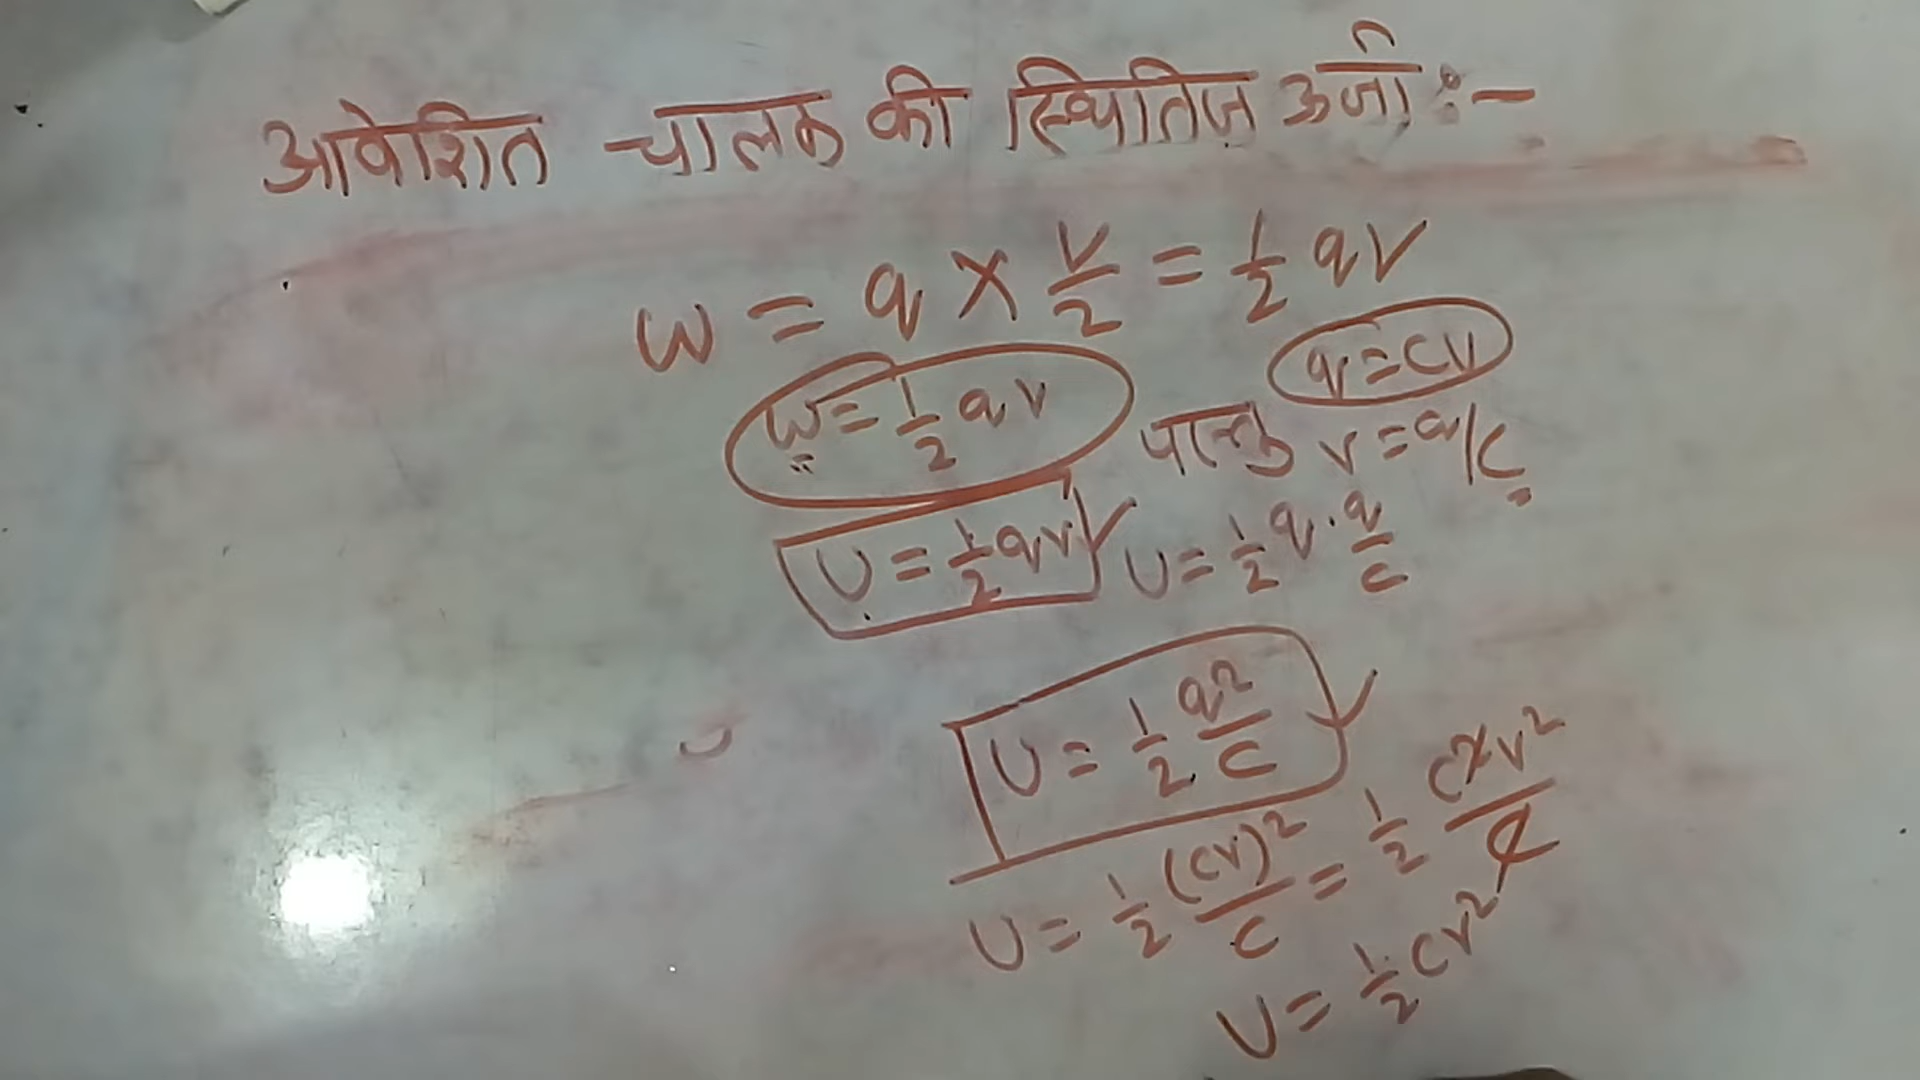 आवेशित चालक की स्थितिज ऊर्जा :-
W = q × V/2 = 1/2 qV
q = CV
W = 1/2 qV
परन्तु V = q/C
U = 1/2 qV
U = 1/2 q . q/C
U = 1/2 q²/C
U = 1/2 (CV)²/C = 1/2 C²V²/C
U = 1/2 CV²